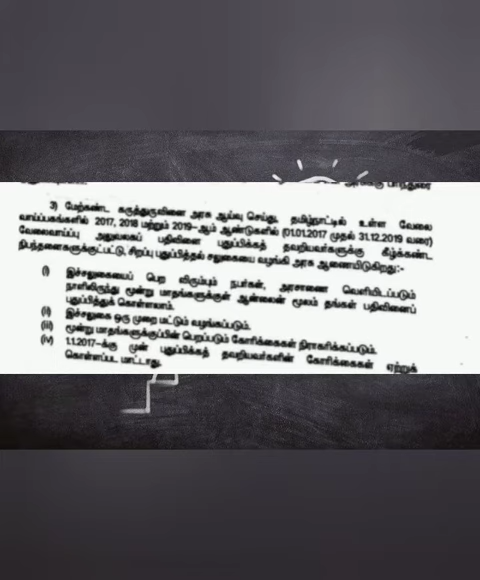 அரசுக்கு பரிந்துரை
3) மேற்கண்ட கருத்துருவினை அரசு ஆய்வு செய்து, தமிழ்நாட்டில் உள்ள வேலை
வாய்ப்பகங்களில் 2017, 2018 மற்றும் 2019-ஆம் ஆண்டுகளில் (01.01.2017 முதல் 31.12.2019 வரை)
வேலைவாய்ப்பு அலுவலகப் பதிவினை புதுப்பிக்கத் தவறியவர்களுக்கு கீழ்க்கண்ட
நிபந்தனைகளுக்குட்பட்டு, சிறப்பு புதுப்பித்தல் சலுகையை வழங்கி அரசு ஆணையிடுகிறது:-
(i) இச்சலுகையைப் பெற விரும்பும் நபர்கள், அரசாணை வெளியிடப்படும்
நாளிலிருந்து மூன்று மாதங்களுக்குள் ஆன்லைன் மூலம் தங்கள் பதிவினைப்
புதுப்பித்துக் கொள்ளலாம்.
(ii) இச்சலுகை ஒரு முறை மட்டும் வழங்கப்படும்.
(iii) மூன்று மாதங்களுக்குப்பின் பெறப்படும் கோரிக்கைகள் நிராகரிக்கப்படும்.
(iv) 1.1.2017-க்கு முன் புதுப்பிக்கத் தவறியவர்களின் கோரிக்கைகள் ஏற்றுக்
கொள்ளப்பட மாட்டாது.